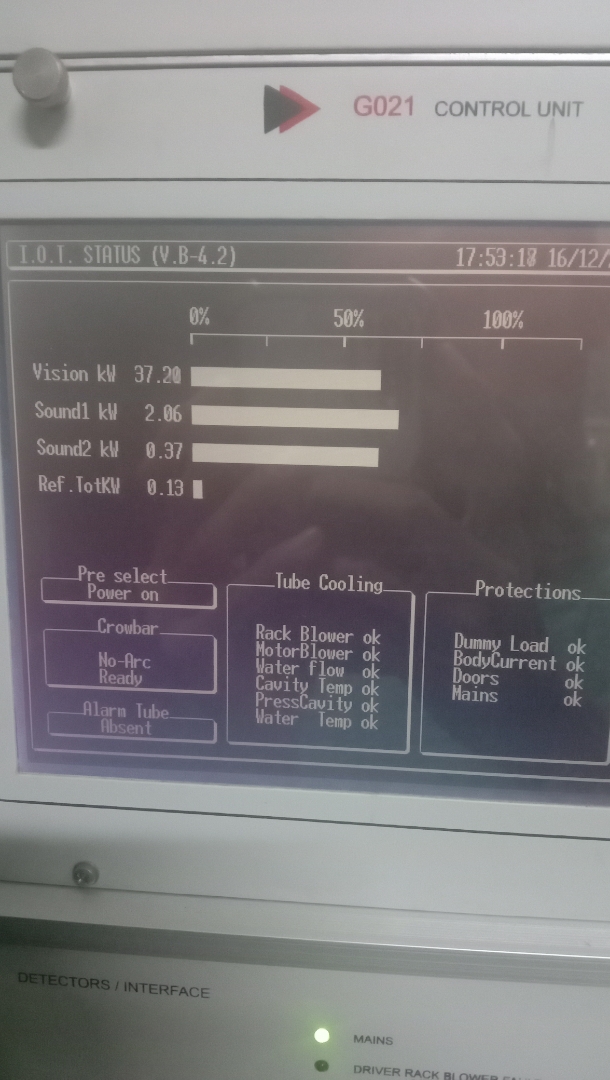 G021 CONTROL UNIT
I.O.T. STATUS (V.B-4.2) 17:53:18 16/12/
0% 50% 100%
Vision kW 37.20
Sound1 kW 2.06
Sound2 kW 0.37
Ref.TotKW 0.13
Pre select
Power on
Crowbar
No-Arc
Ready
Alarm Tube
Absent
Tube Cooling
Rack Blower ok
MotorBlower ok
Water flow ok
Cavity Temp ok
PressCavity ok
Water Temp ok
Protections
Dummy Load ok
BodyCurrent ok
Doors ok
Mains ok
DETECTORS / INTERFACE
MAINS
DRIVER RACK BLOWER